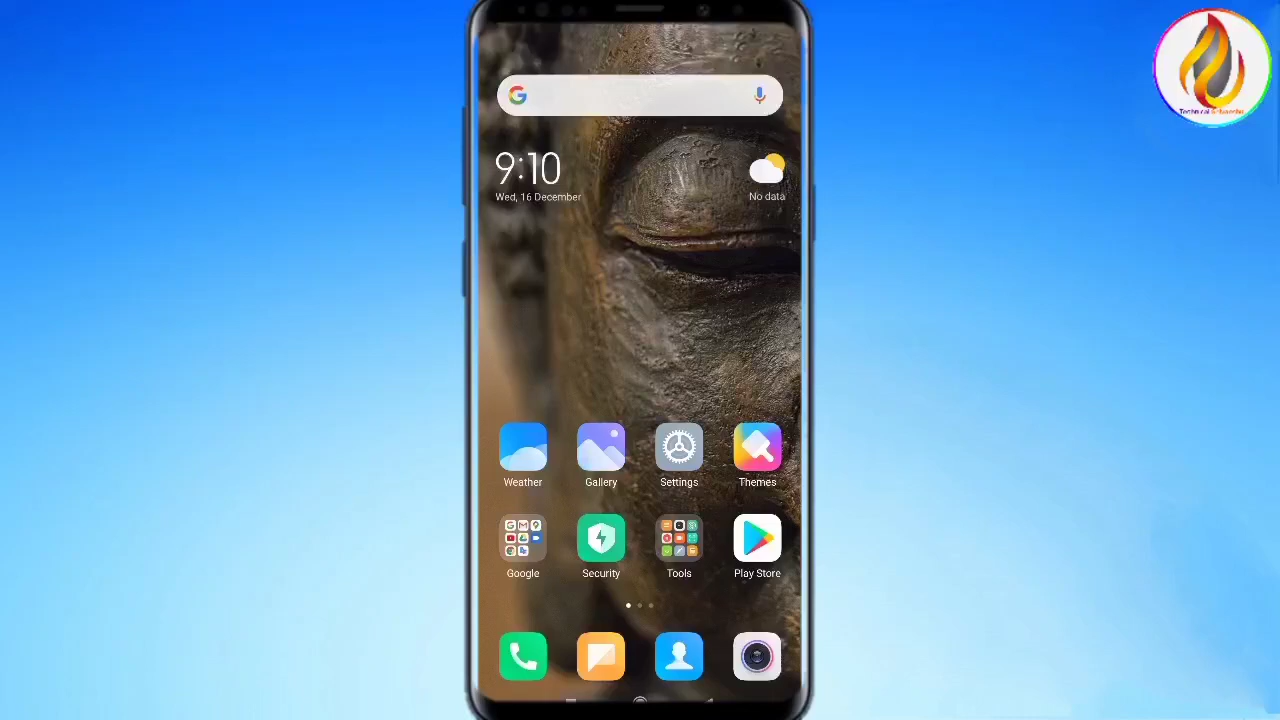 9:10
Wed, 16 December
No data
Weather
Gallery
Settings
Themes
Google
Security
Tools
Play Store